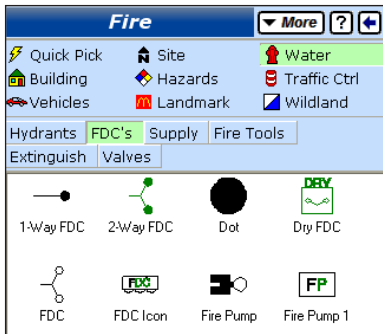 Fire More ? 
Quick Pick Site Water
Building Hazards Traffic Ctrl
Vehicles Landmark Wildland
Hydrants FDC's Supply Fire Tools
Extinguish Valves
DRY
1-Way FDC 2-Way FDC Dot Dry FDC
FDC FP
FDC FDC Icon Fire Pump Fire Pump 1